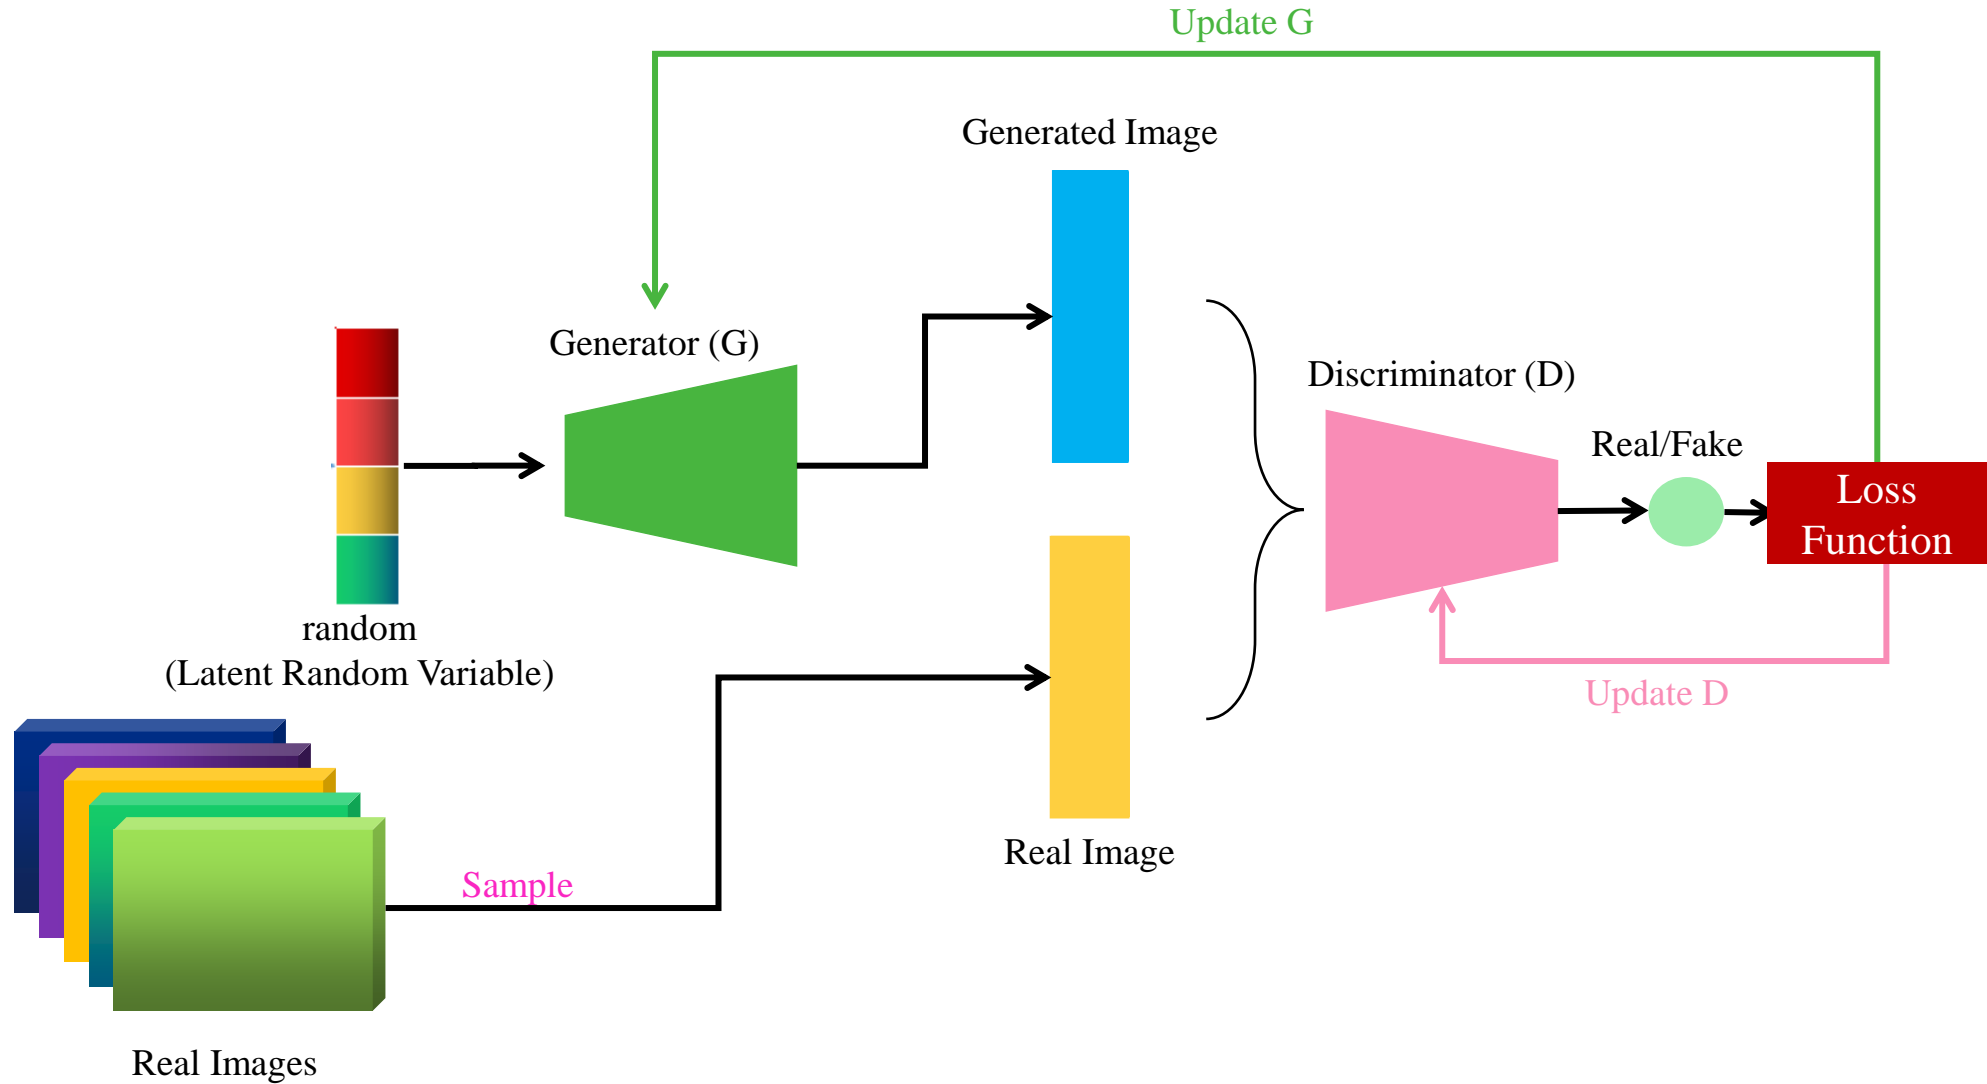 Update G
Generated Image
Generator (G)
Discriminator (D)
Real/Fake
Loss
Function
random
(Latent Random Variable)
Update D
Real Image
Sample
Real Images